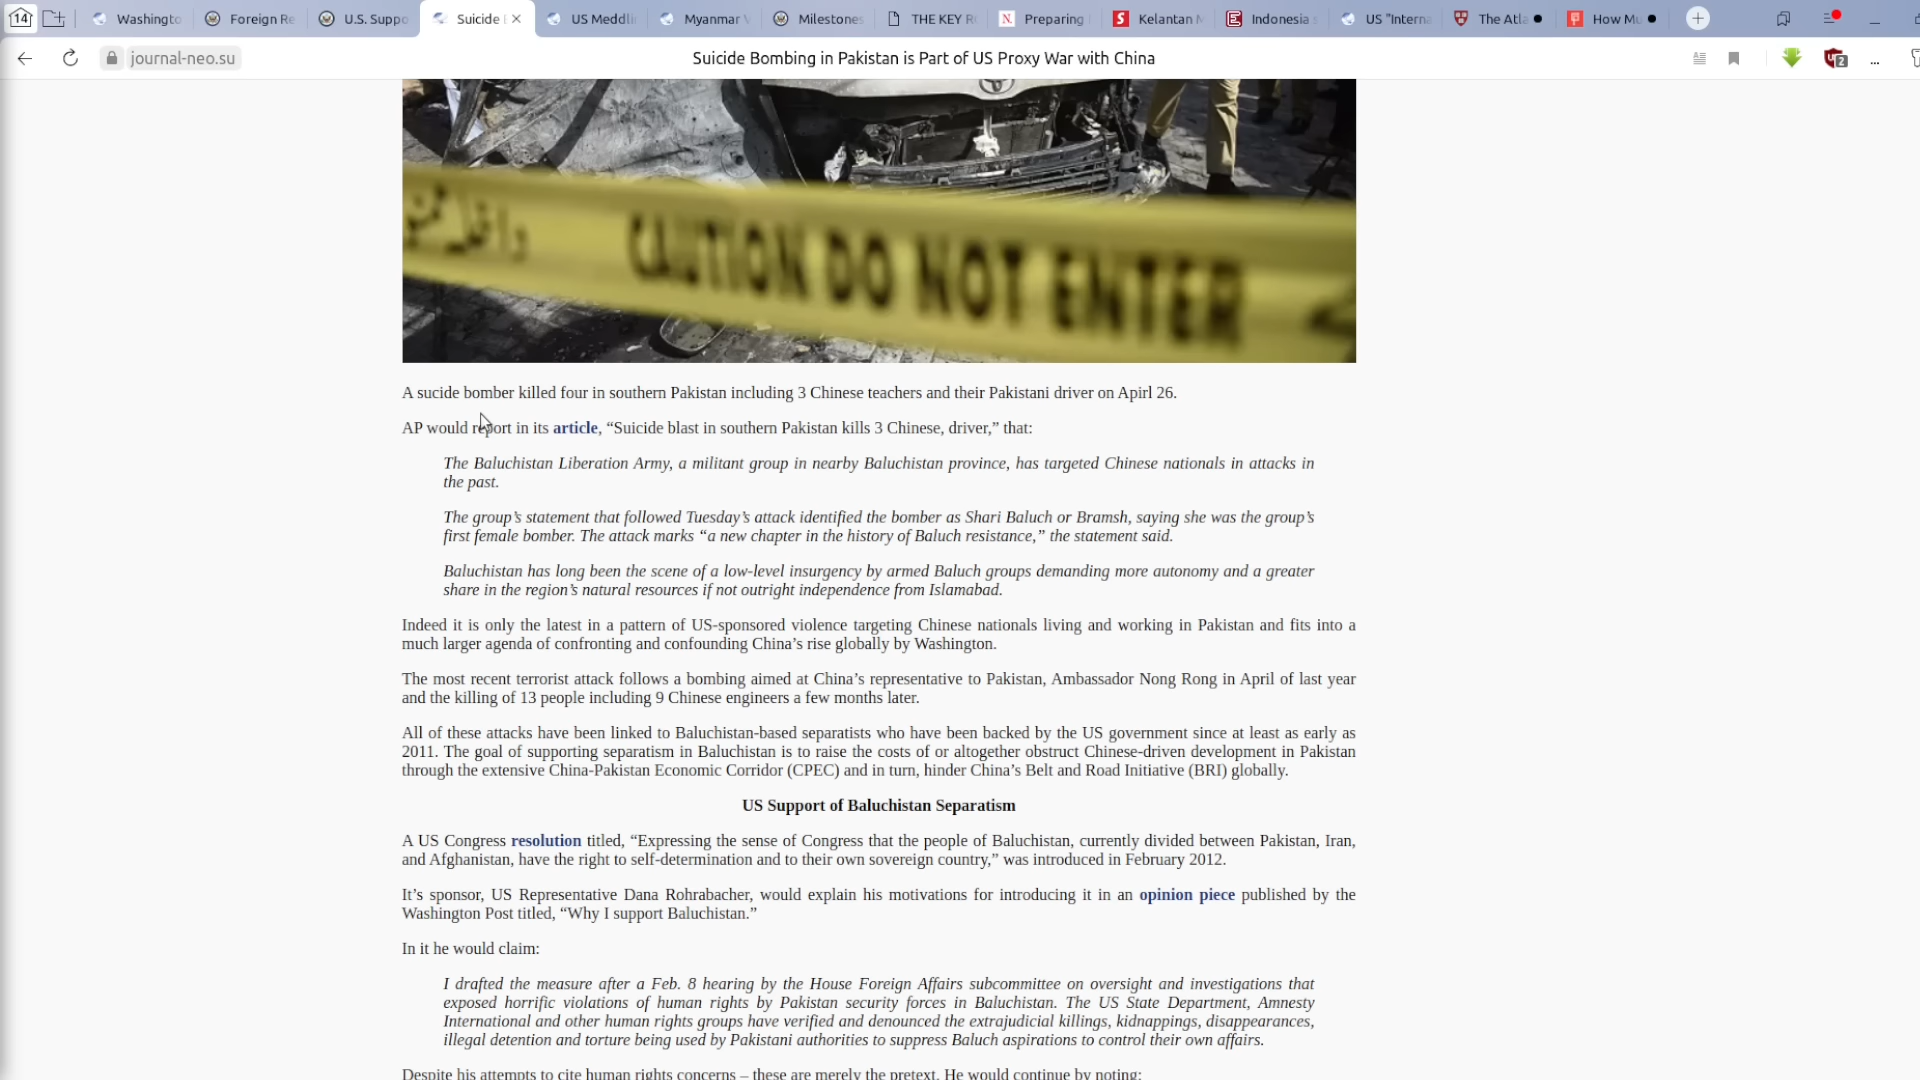 14
Washingto
Foreign Re
U.S. Suppo
Suicide
US Meddli
Myanmar V
Milestones
THE KEY R
Preparing
Kelantan M
Indonesia s
US "Interna
The Atla
How Mu
journal-neo.su
Suicide Bombing in Pakistan is Part of US Proxy War with China
2
CAUTION DO NOT ENTER
A sucide bomber killed four in southern Pakistan including 3 Chinese teachers and their Pakistani driver on Apirl 26.
AP would report in its article, “Suicide blast in southern Pakistan kills 3 Chinese, driver,” that:
The Baluchistan Liberation Army, a militant group in nearby Baluchistan province, has targeted Chinese nationals in attacks in
the past.
The group’s statement that followed Tuesday’s attack identified the bomber as Shari Baluch or Bramsh, saying she was the group’s
first female bomber. The attack marks “a new chapter in the history of Baluch resistance,” the statement said.
Baluchistan has long been the scene of a low-level insurgency by armed Baluch groups demanding more autonomy and a greater
share in the region’s natural resources if not outright independence from Islamabad.
Indeed it is only the latest in a pattern of US-sponsored violence targeting Chinese nationals living and working in Pakistan and fits into a
much larger agenda of confronting and confounding China’s rise globally by Washington.
The most recent terrorist attack follows a bombing aimed at China’s representative to Pakistan, Ambassador Nong Rong in April of last year
and the killing of 13 people including 9 Chinese engineers a few months later.
All of these attacks have been linked to Baluchistan-based separatists who have been backed by the US government since at least as early as
2011. The goal of supporting separatism in Baluchistan is to raise the costs of or altogether obstruct Chinese-driven development in Pakistan
through the extensive China-Pakistan Economic Corridor (CPEC) and in turn, hinder China’s Belt and Road Initiative (BRI) globally.
US Support of Baluchistan Separatism
A US Congress resolution titled, “Expressing the sense of Congress that the people of Baluchistan, currently divided between Pakistan, Iran,
and Afghanistan, have the right to self-determination and to their own sovereign country,” was introduced in February 2012.
It’s sponsor, US Representative Dana Rohrabacher, would explain his motivations for introducing it in an opinion piece published by the
Washington Post titled, “Why I support Baluchistan.”
In it he would claim:
I drafted the measure after a Feb. 8 hearing by the House Foreign Affairs subcommittee on oversight and investigations that
exposed horrific violations of human rights by Pakistan security forces in Baluchistan. The US State Department, Amnesty
International and other human rights groups have verified and denounced the extrajudicial killings, kidnappings, disappearances,
illegal detention and torture being used by Pakistani authorities to suppress Baluch aspirations to control their own affairs.
Despite his attempts to cite human rights concerns – these are merely the pretext. He would continue by noting: